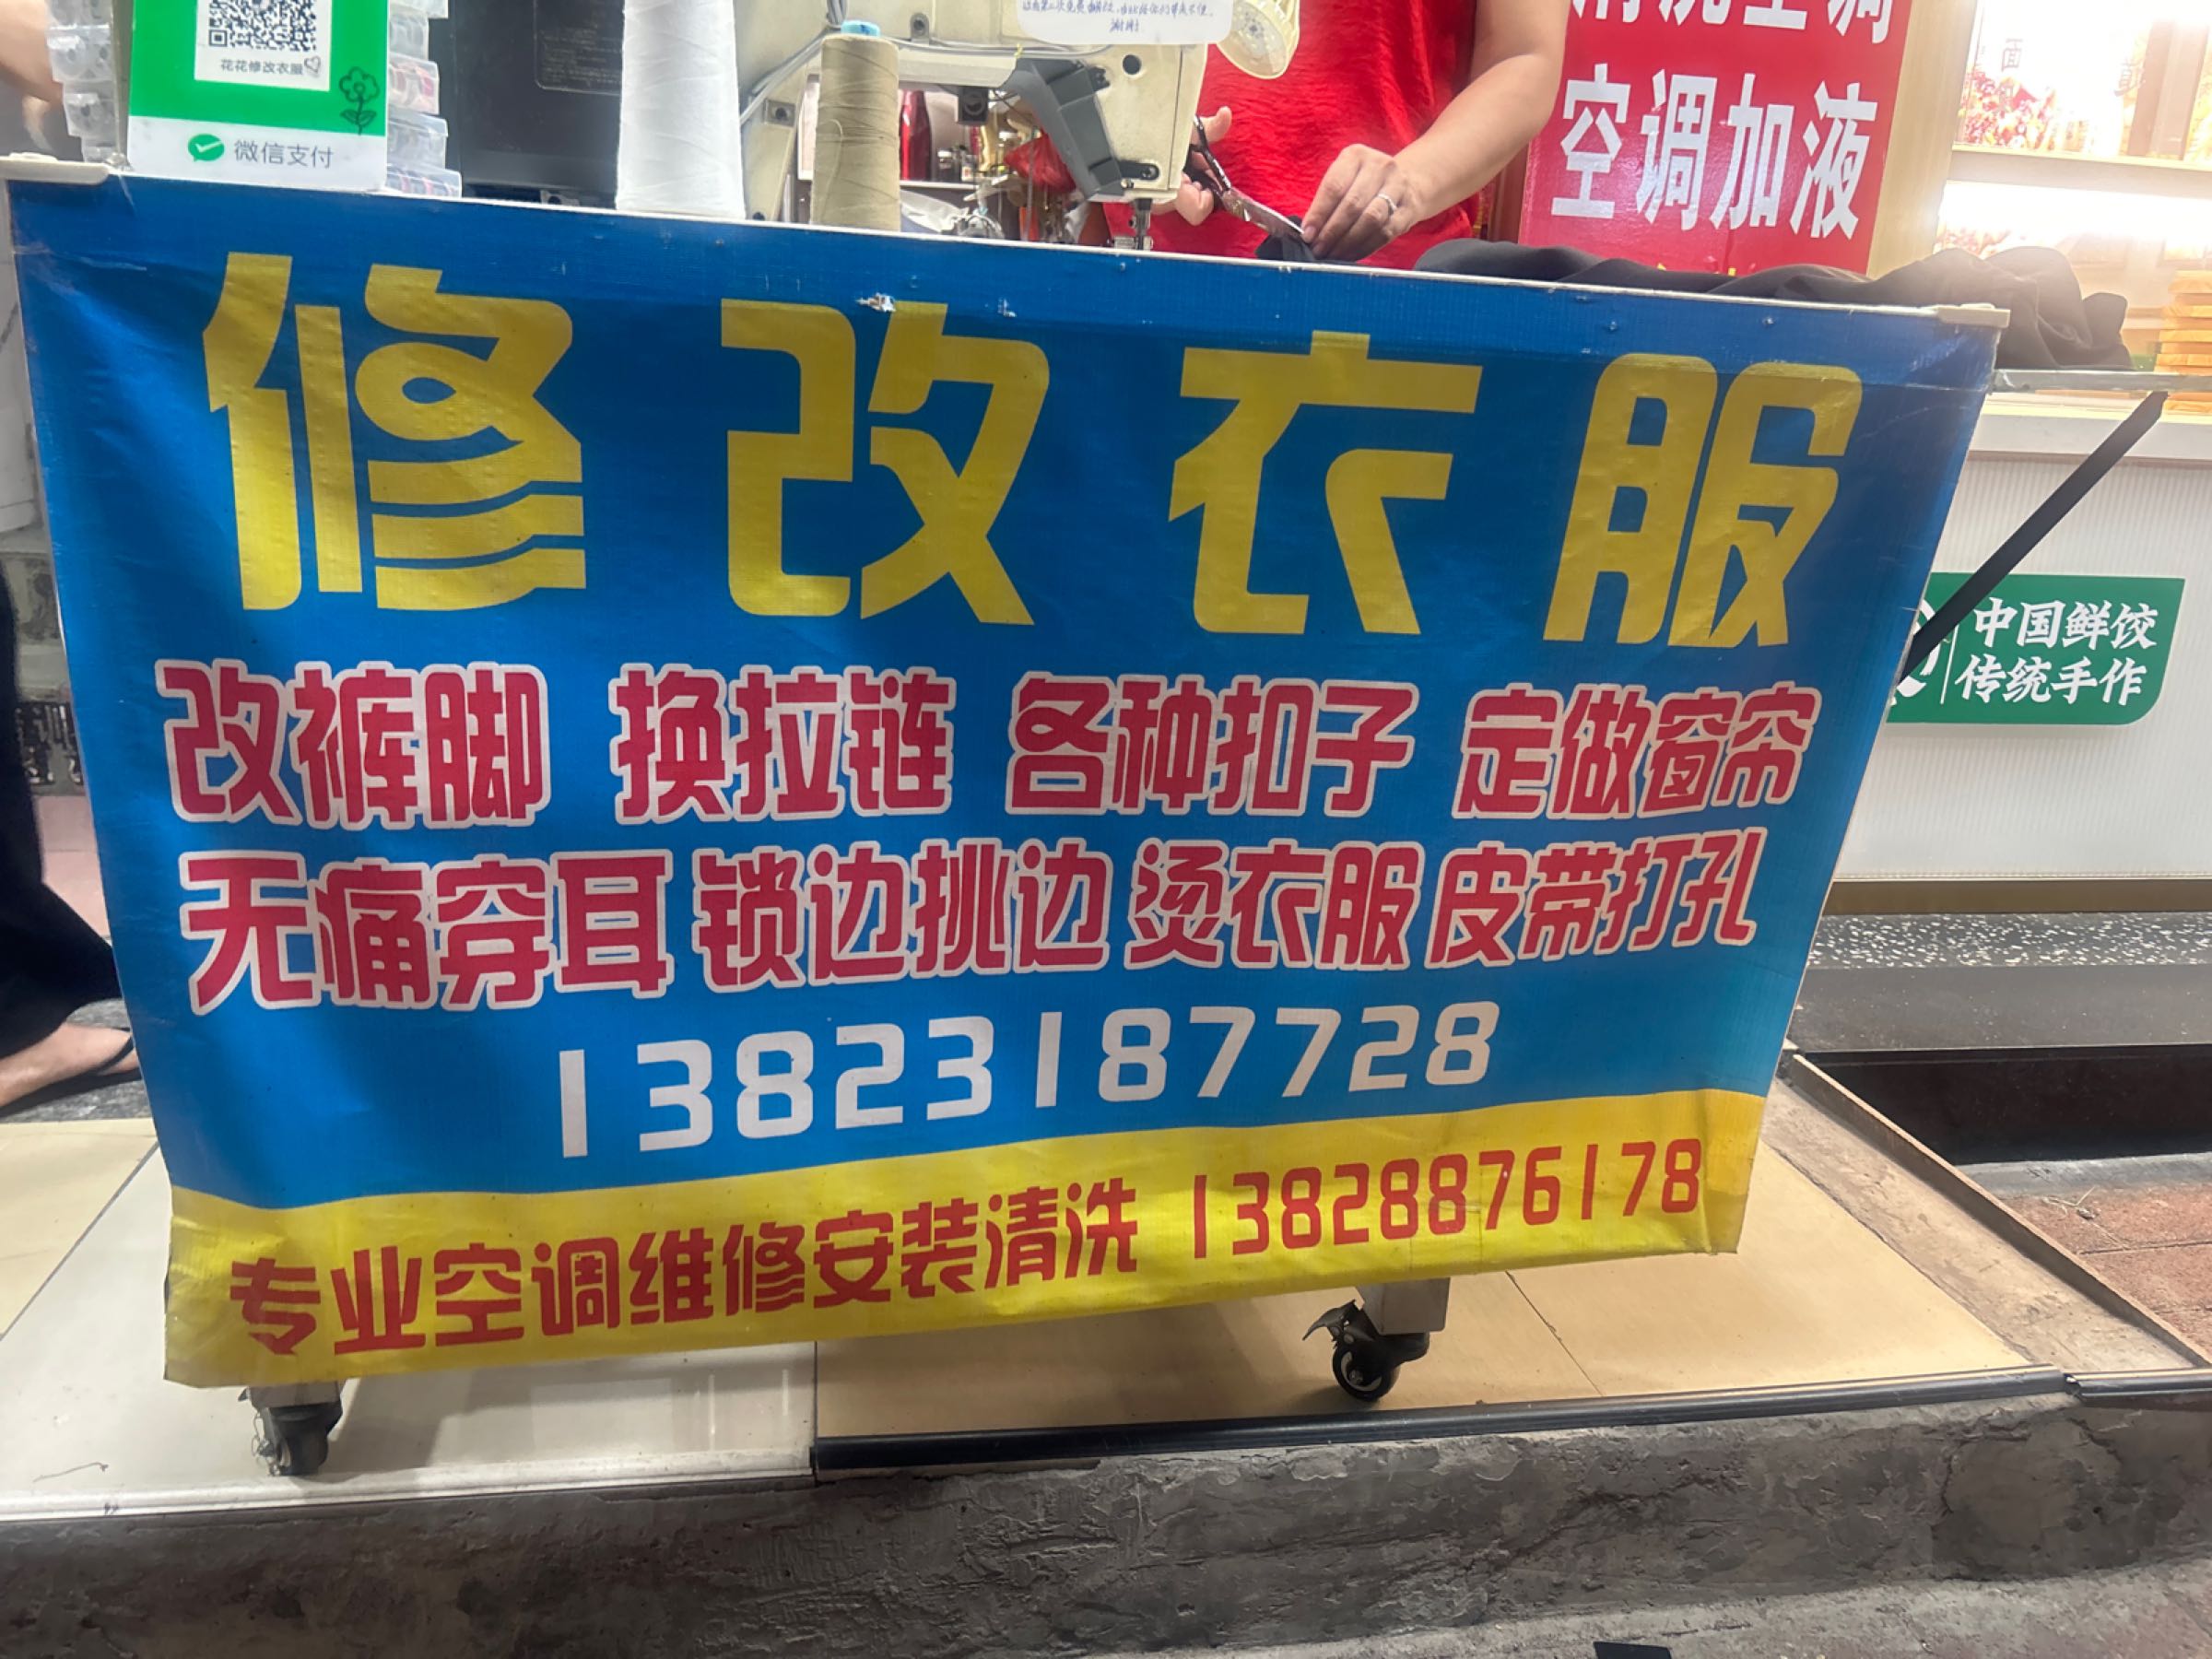 花花修改衣服
微信支付
空调加液
修改衣服
改裤脚 换拉链 各种扣子 定做窗帘
无痛穿耳 锁边挑边 烫衣服 皮带打孔
13823187728
专业空调维修安装清洗 13828876178
中国鲜饺
传统手作